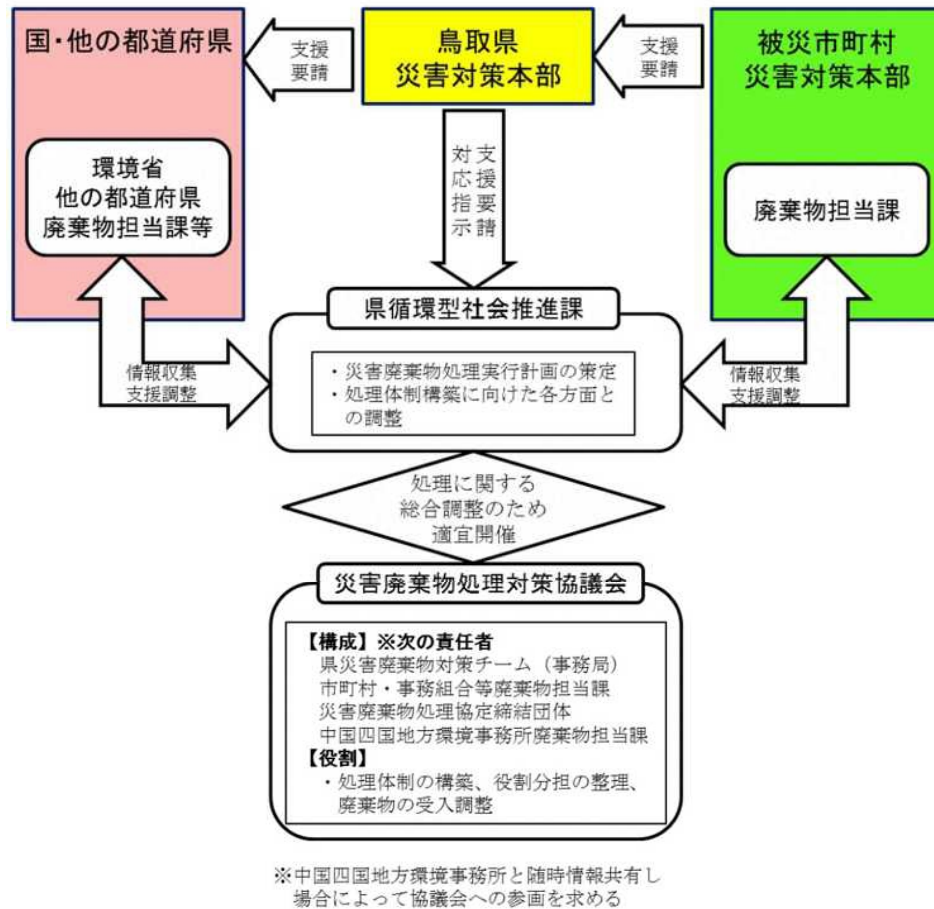 国・他の都道府県
支援
要請
鳥取県
災害対策本部
支援
要請
被災市町村
災害対策本部
環境省
他の都道府県
廃棄物担当課等
支援要請
対応指示
廃棄物担当課
県循環型社会推進課
・災害廃棄物処理実行計画の策定
・処理体制構築に向けた各方面と
の調整
情報収集
支援調整
情報収集
支援調整
処理に関する
総合調整のため
適宜開催
災害廃棄物処理対策協議会
【構成】※次の責任者
県災害廃棄物対策チーム（事務局）
市町村・事務組合等廃棄物担当課
災害廃棄物処理協定締結団体
中国四国地方環境事務所廃棄物担当課
【役割】
・処理体制の構築、役割分担の整理、
廃棄物の受入調整
※中国四国地方環境事務所と随時情報共有し
場合によって協議会への参画を求める